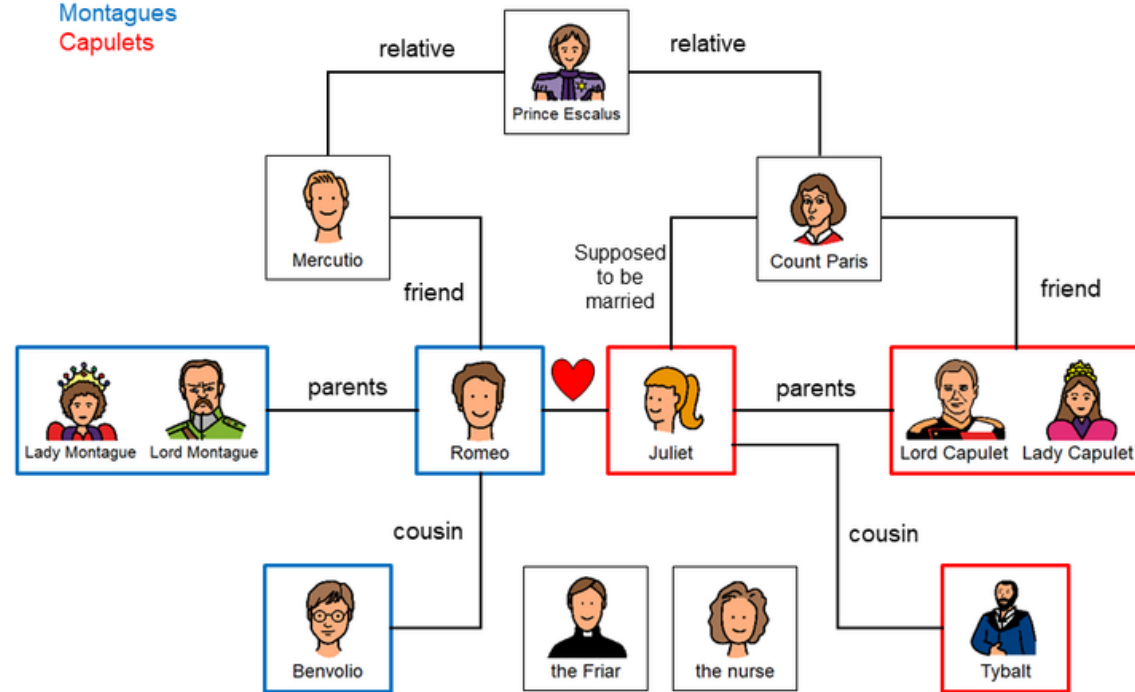 Montagues
Capulets
relative
relative
Prince Escalus
Mercutio
Count Paris
friend
Supposed
to be
married
friend
parents
parents
Lady Montague
Lord Montague
Romeo
Juliet
Lord Capulet
Lady Capulet
cousin
cousin
Benvolio
the Friar
the nurse
Tybalt